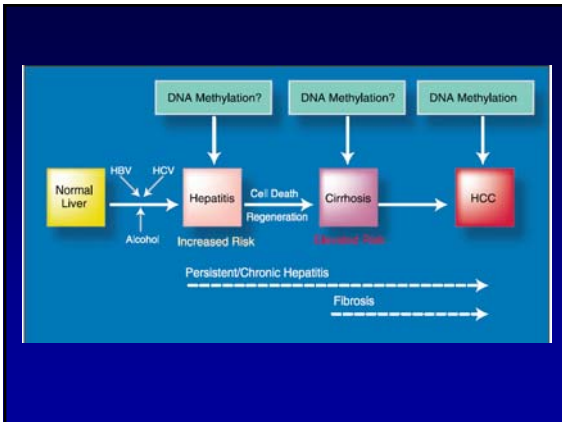 DNA Methylation?
DNA Methylation?
DNA Methylation
HBV
HCV
Normal
Liver
Alcohol
Hepatitis
Increased Risk
Cell Death
Regeneration
Cirrhosis
Risk
HCC
Persistent/Chronic Hepatitis
Fibrosis